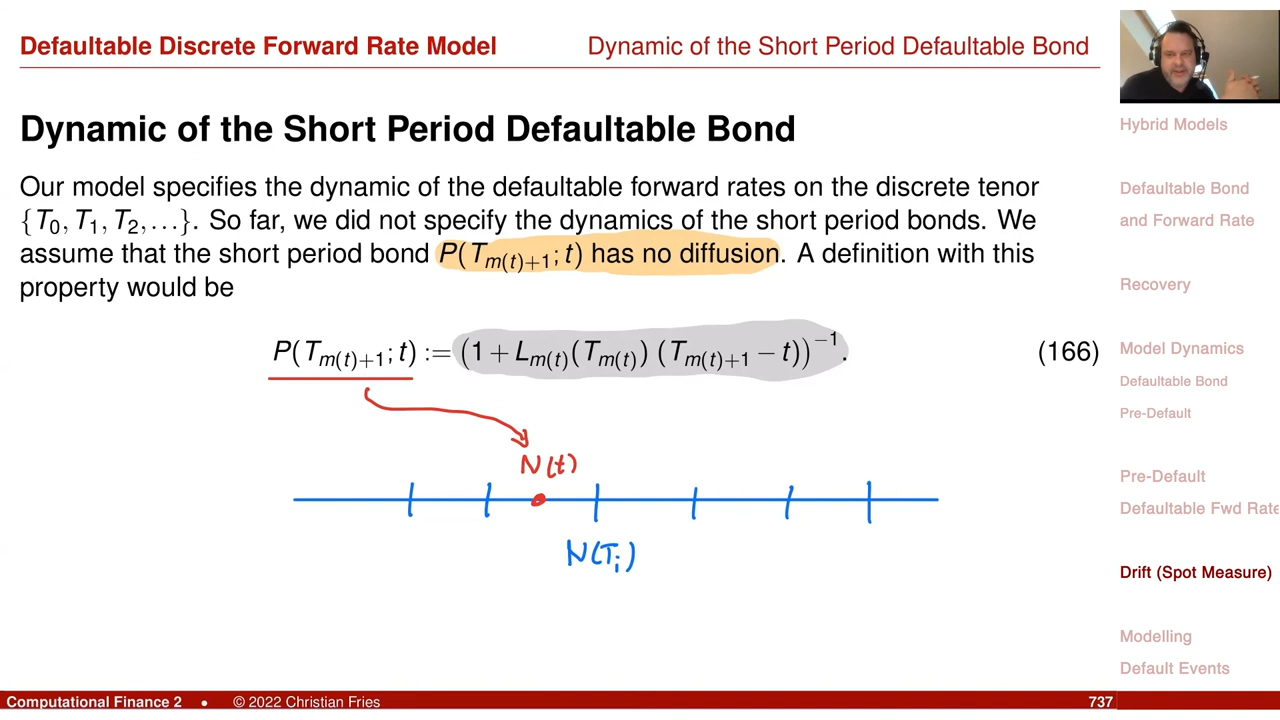 Defaultable Discrete Forward Rate Model
Dynamic of the Short Period Defaultable Bond
Dynamic of the Short Period Defaultable Bond
Our model specifies the dynamic of the defaultable forward rates on the discrete tenor
{T₀, T₁, T₂, …}. So far, we did not specify the dynamics of the short period bonds. We
assume that the short period bond P(T_{m(t)+1}; t) has no diffusion. A definition with this
property would be
P(T_{m(t)+1}; t) := (1 + L_{m(t)}(T_{m(t)}) (T_{m(t)+1} − t))^{−1}. (166)
N(t)
N(T_i)
Hybrid Models
Defaultable Bond
and Forward Rate
Recovery
Model Dynamics
Defaultable Bond
Pre-Default
Pre-Default
Defaultable Fwd Rate
Drift (Spot Measure)
Modelling
Default Events
Computational Finance 2 • © 2022 Christian Fries 737